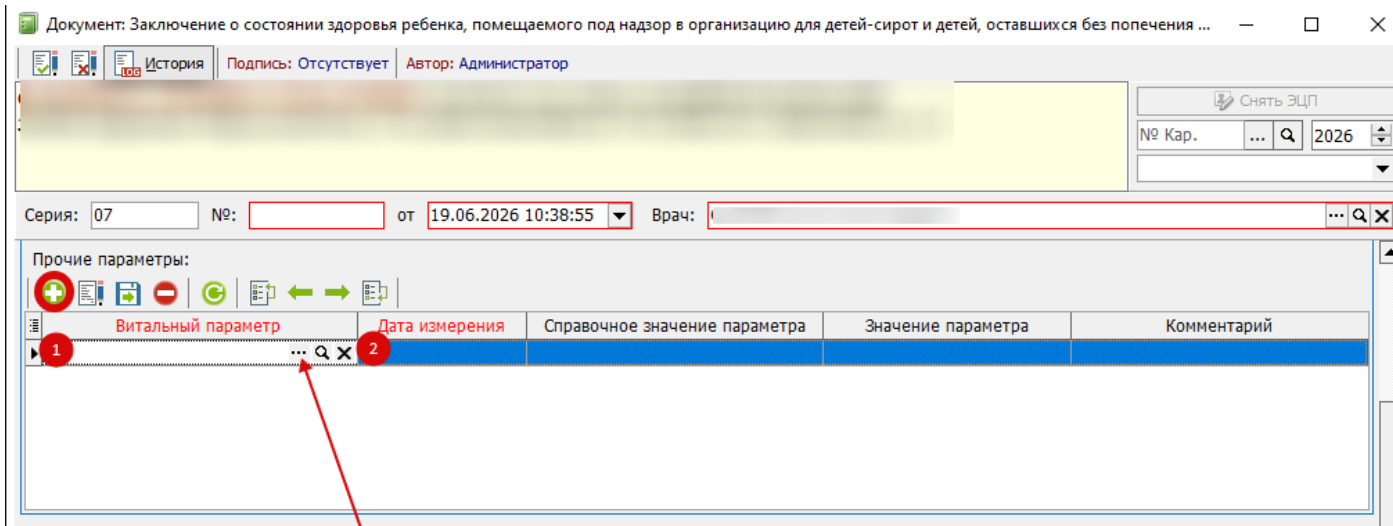 Документ: Заключение о состоянии здоровья ребенка, помещаемого под надзор в организацию для детей-сирот и детей, оставшихся без попечения ...
LOG История Подпись: Отсутствует Автор: Администратор
Снять ЭЦП
№ Кар. ... 2026
Серия: 07 №: от 19.06.2026 10:38:55 Врач: ...
Прочие параметры:
Витальный параметр Дата измерения Справочное значение параметра Значение параметра Комментарий
1 ... 2